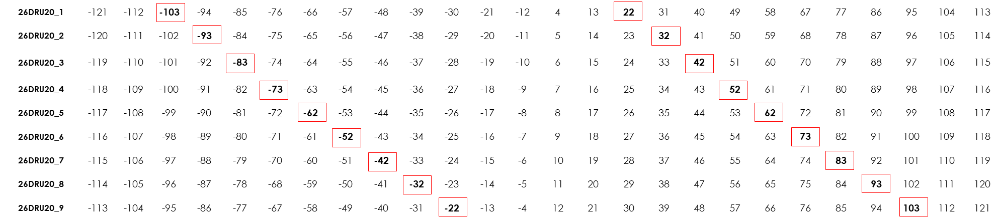 26DRU20_1 -121 -112 -103 -94 -85 -76 -66 -57 -48 -39 -30 -21 -12 4 13 22 31 40 49 58 67 77 86 95 104 113
26DRU20_2 -120 -111 -102 -93 -84 -75 -65 -56 -47 -38 -29 -20 -11 5 14 23 32 41 50 59 68 78 87 96 105 114
26DRU20_3 -119 -110 -101 -92 -83 -74 -64 -55 -46 -37 -28 -19 -10 6 15 24 33 42 51 60 70 79 88 97 106 115
26DRU20_4 -118 -109 -100 -91 -82 -73 -63 -54 -45 -36 -27 -18 -9 7 16 25 34 43 52 61 71 80 89 98 107 116
26DRU20_5 -117 -108 -99 -90 -81 -72 -62 -53 -44 -35 -26 -17 -8 8 17 26 35 44 53 62 72 81 90 99 108 117
26DRU20_6 -116 -107 -98 -89 -80 -71 -61 -52 -43 -34 -25 -16 -7 9 18 27 36 45 54 63 73 82 91 100 109 118
26DRU20_7 -115 -106 -97 -88 -79 -70 -60 -51 -42 -33 -24 -15 -6 10 19 28 37 46 55 64 74 83 92 101 110 119
26DRU20_8 -114 -105 -96 -87 -78 -68 -59 -50 -41 -32 -23 -14 -5 11 20 29 38 47 56 65 75 84 93 102 111 120
26DRU20_9 -113 -104 -95 -86 -77 -67 -58 -49 -40 -31 -22 -13 -4 12 21 30 39 48 57 66 76 85 94 103 112 121